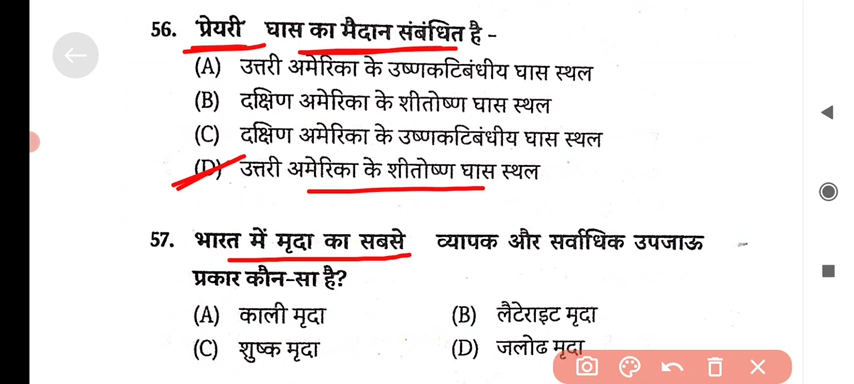 56. 'प्रेयरी' घास का मैदान संबंधित है -
(A) उत्तरी अमेरिका के उष्णकटिबंधीय घास स्थल
(B) दक्षिण अमेरिका के शीतोष्ण घास स्थल
(C) दक्षिण अमेरिका के उष्णकटिबंधीय घास स्थल
(D) उत्तरी अमेरिका के शीतोष्ण घास स्थल
57. भारत में मृदा का सबसे व्यापक और सर्वाधिक उपजाऊ
प्रकार कौन-सा है?
(A) काली मृदा (B) लैटेराइट मृदा
(C) शुष्क मृदा (D) जलोढ मृदा